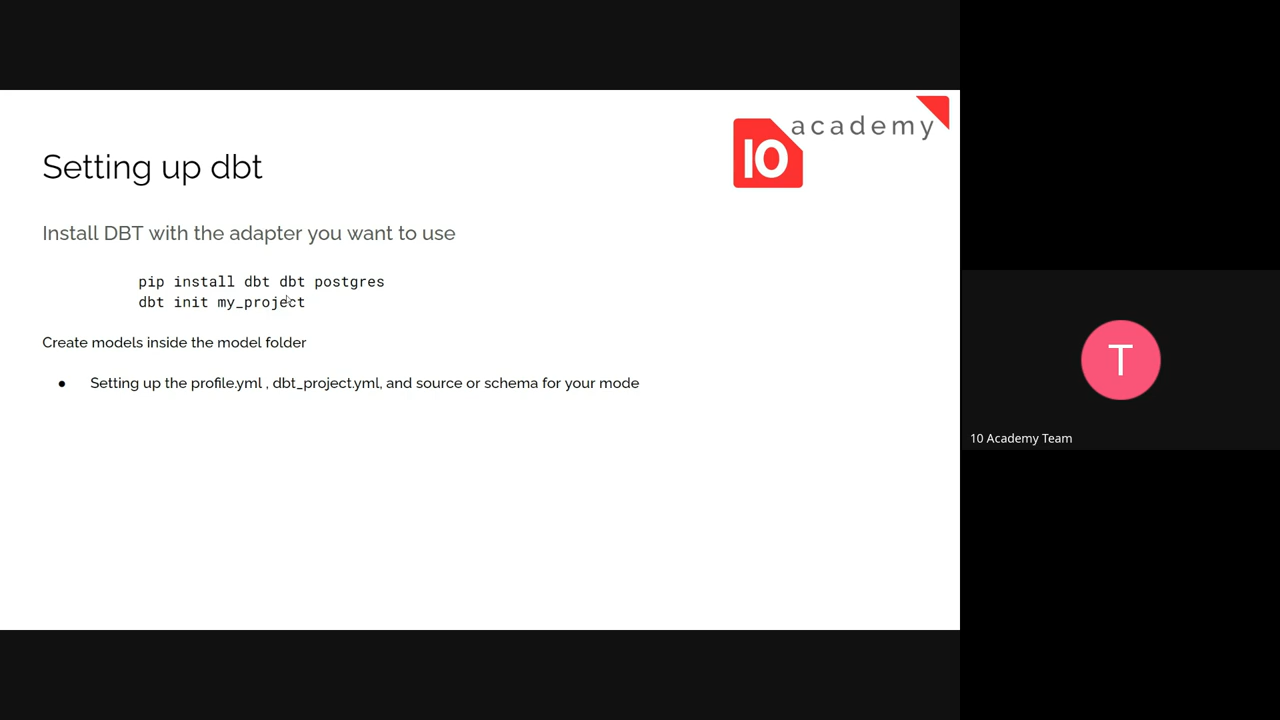 10 academy
Setting up dbt
Install DBT with the adapter you want to use
pip install dbt dbt postgres
dbt init my_project
Create models inside the model folder
● Setting up the profile.yml , dbt_project.yml, and source or schema for your mode
T
10 Academy Team